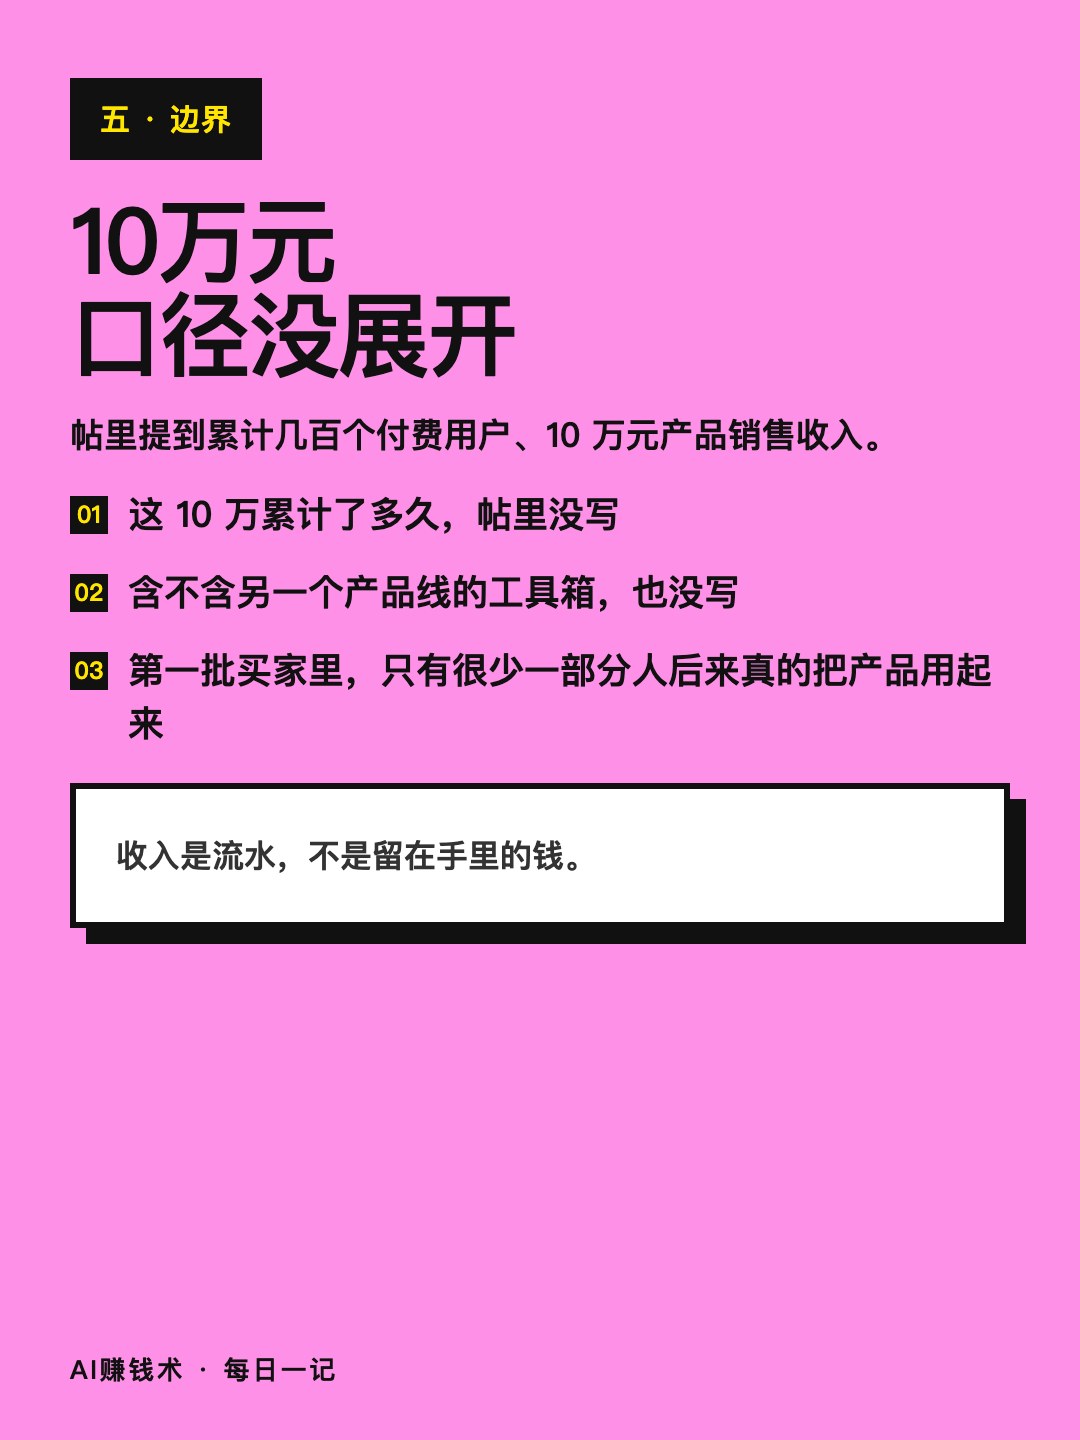 五 · 边界
10万元
口径没展开
帖里提到累计几百个付费用户、10 万元产品销售收入。
01 这 10 万累计了多久，帖里没写
02 含不含另一个产品线的工具箱，也没写
03 第一批买家里，只有很少一部分人后来真的把产品用起
来
收入是流水，不是留在手里的钱。
AI赚钱术 · 每日一记